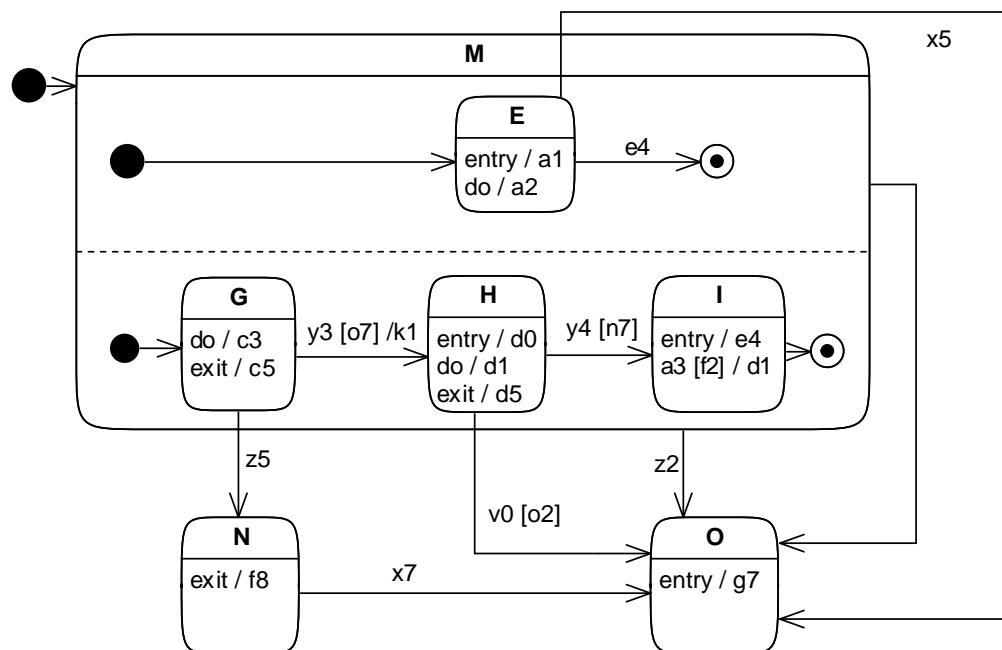 M
x5
E
entry / a1
do / a2
e4
G
do / c3
exit / c5
y3 [o7] /k1
H
entry / d0
do / d1
exit / d5
y4 [n7]
I
entry / e4
a3 [f2] / d1
z5
z2
v0 [o2]
N
exit / f8
x7
O
entry / g7